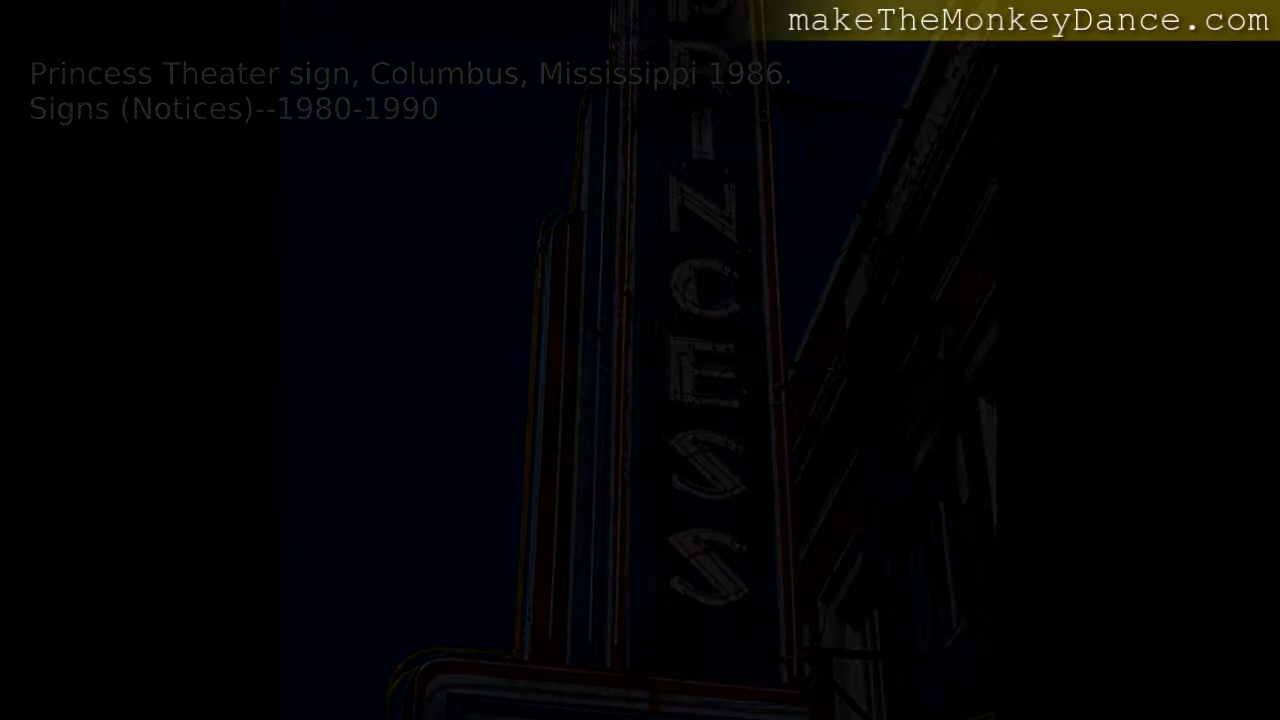 makeTheMonkeyDance.com
Princess Theater sign, Columbus, Mississippi 1986.
Signs (Notices)--1980-1990
PRINCESS